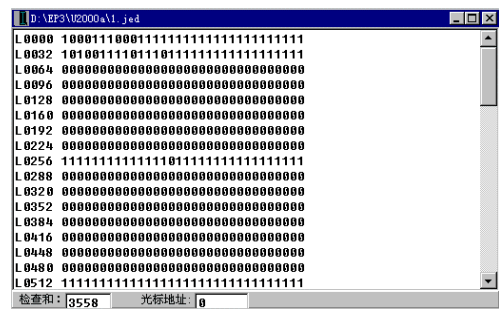 D:\EP3\U2000a\1.jed
L0000 10001110001111111111111111111111
L0032 10100111101110111111111111111111
L0064 00000000000000000000000000000000
L0096 00000000000000000000000000000000
L0128 00000000000000000000000000000000
L0160 00000000000000000000000000000000
L0192 00000000000000000000000000000000
L0224 00000000000000000000000000000000
L0256 11111111111111011111111111111111
L0288 00000000000000000000000000000000
L0320 00000000000000000000000000000000
L0352 00000000000000000000000000000000
L0384 00000000000000000000000000000000
L0416 00000000000000000000000000000000
L0448 00000000000000000000000000000000
L0480 00000000000000000000000000000000
L0512 11111111111111111111111111111111
检查和: 3558 光标地址: 0